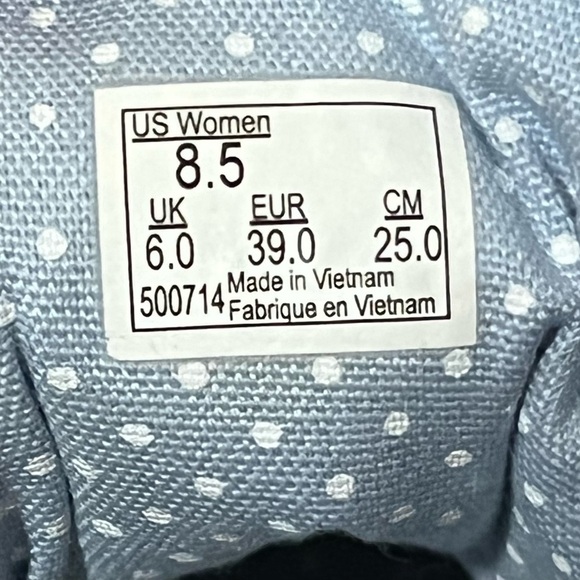 US Women
8.5
UK EUR CM
6.0 39.0 25.0
500714 Made in Vietnam
Fabrique en Vietnam